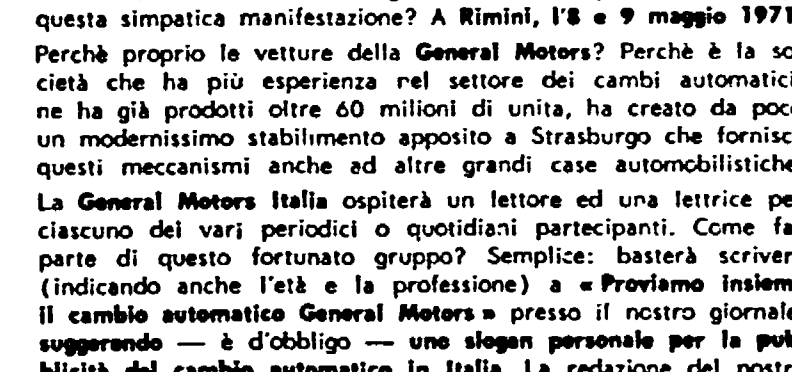 questa simpatica manifestazione? A Rimini, l'8 e 9 maggio 1971
Perchè proprio le vetture della General Motors? Perchè è la so
cietà che ha più esperienza nel settore dei cambi automatici
ne ha già prodotti oltre 60 milioni di unita, ha creato da poc
un modernissimo stabilimento apposito a Strasburgo che fornisc
questi meccanismi anche ad altre grandi case automobilistiche
La General Motors Italia ospiterà un lettore ed una lettrice pe
ciascuno dei vari periodici o quotidiani partecipanti. Come fa
parte di questo fortunato gruppo? Semplice: basterà scriver
(indicando anche l'età e la professione) a « Proviamo insiem
il cambio automatico General Motors » presso il nostro giornale
suggerendo — è d'obbligo — uno slogan personale per la pub
blicità del cambio automatico in Italia. La redazione del nostr